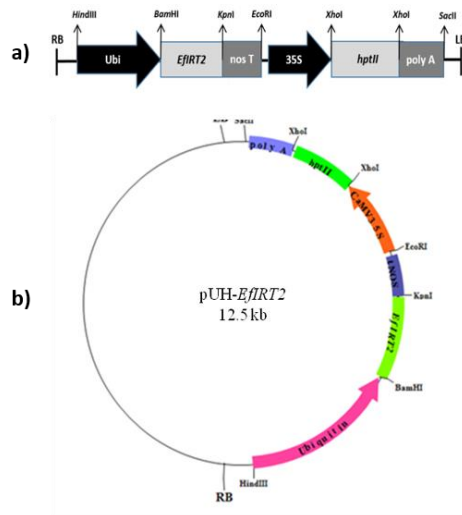 a)
RB
HindIII
BamHI
KpnI
EcoRI
XhoI
XhoI
SacII
Ubi
EfIRT2
nos T
35S
hptII
poly A
b)
poly A
XhoI
hptII
XhoI
CaMV35S
EcoRI
tNOS
KpnI
EfIRT2
BamHI
Ubiquitin
HindIII
RB
pUH-EfIRT2
12.5 kb